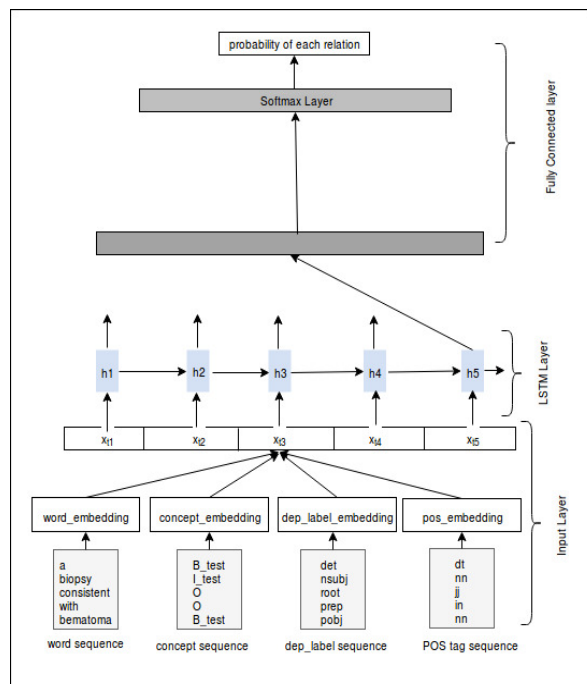 probability of each relation
Softmax Layer
Fully Connected layer
h1
h2
h3
h4
h5
LSTM Layer
xt1
xt2
xt3
xt4
xt5
word_embedding
concept_embedding
dep_label_embedding
pos_embedding
Input Layer
a
biopsy
consistent
with
bematoma
B_test
I_test
O
O
B_test
det
nsubj
root
prep
pobj
dt
nn
jj
in
nn
word sequence
concept sequence
dep_label sequence
POS tag sequence